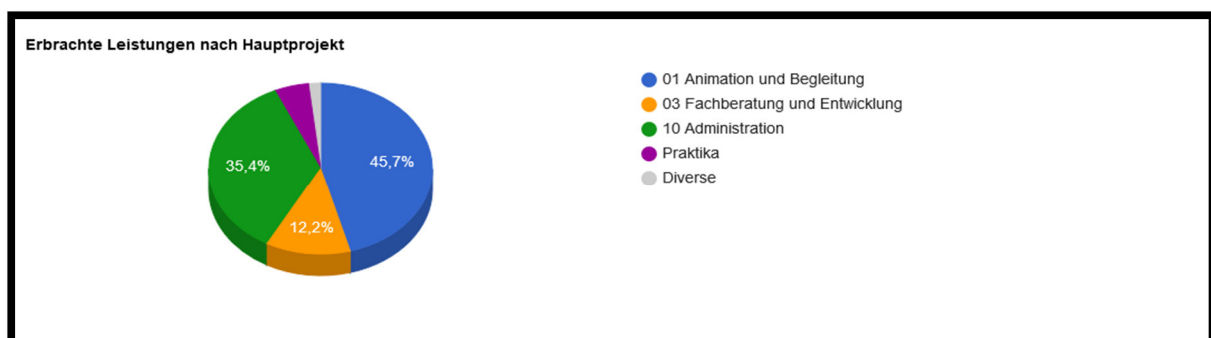 Erbrachte Leistungen nach Hauptprojekt
45,7%
12,2%
35,4%
01 Animation und Begleitung
03 Fachberatung und Entwicklung
10 Administration
Praktika
Diverse